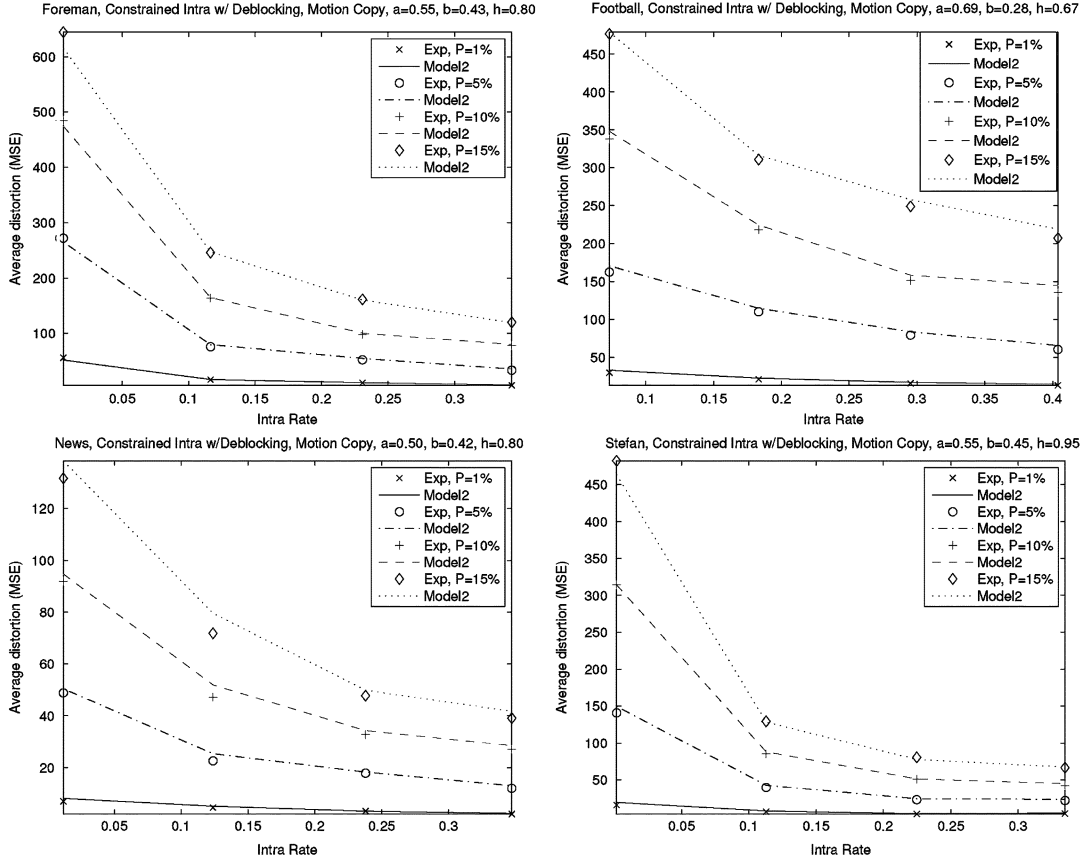 Foreman, Constrained Intra w/ Deblocking, Motion Copy, a=0.55, b=0.43, h=0.80
600
500
400
300
200
100
0.05 0.1 0.15 0.2 0.25 0.3
Average distortion (MSE)
Intra Rate
Exp, P=1%
Model2
Exp, P=5%
Model2
Exp, P=10%
Model2
Exp, P=15%
Model2
Football, Constrained Intra w/ Deblocking, Motion Copy, a=0.69, b=0.28, h=0.67
450
400
350
300
250
200
150
100
50
0.1 0.15 0.2 0.25 0.3 0.35 0.4
Average distortion (MSE)
Intra Rate
Exp, P=1%
Model2
Exp, P=5%
Model2
Exp, P=10%
Model2
Exp, P=15%
Model2
News, Constrained Intra w/Deblocking, Motion Copy, a=0.50, b=0.42, h=0.80
120
100
80
60
40
20
0.05 0.1 0.15 0.2 0.25 0.3
Average distortion (MSE)
Intra Rate
Exp, P=1%
Model2
Exp, P=5%
Model2
Exp, P=10%
Model2
Exp, P=15%
Model2
Stefan, Constrained Intra w/Deblocking, Motion Copy, a=0.55, b=0.45, h=0.95
450
400
350
300
250
200
150
100
50
0.05 0.1 0.15 0.2 0.25 0.3
Average distortion (MSE)
Intra Rate
Exp, P=1%
Model2
Exp, P=5%
Model2
Exp, P=10%
Model2
Exp, P=15%
Model2